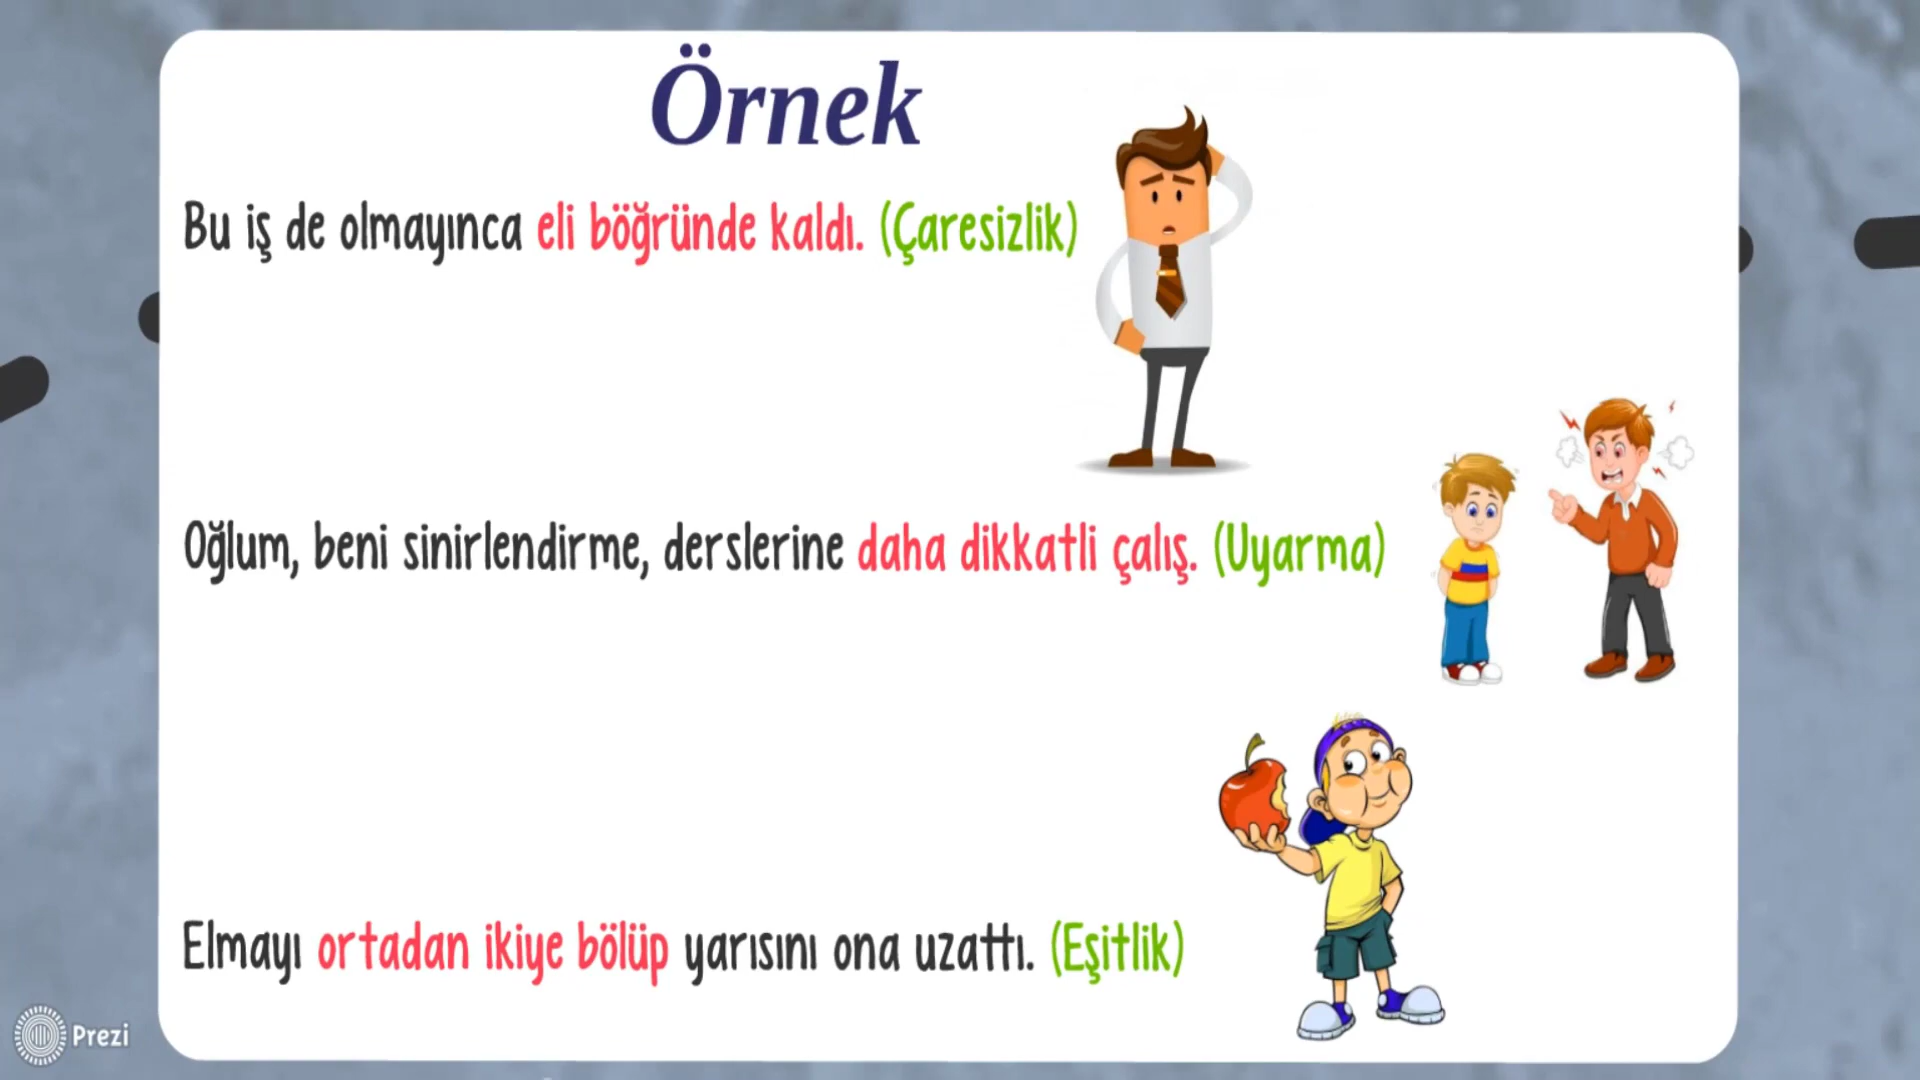 Örnek
Bu iş de olmayınca eli böğründe kaldı. (Çaresizlik)
Oğlum, beni sinirlendirme, derslerine daha dikkatli çalış. (Uyarma)
Elmayı ortadan ikiye bölüp yarısını ona uzattı. (Eşitlik)
Prezi